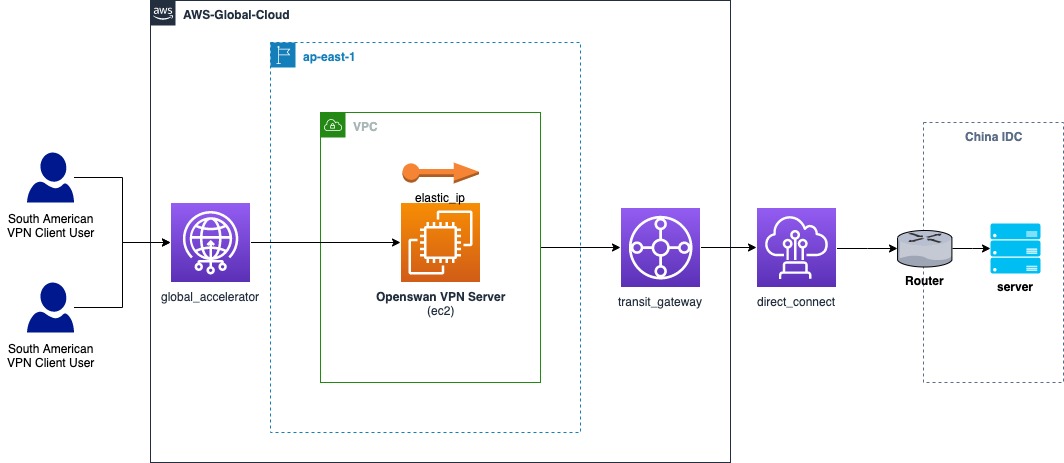 aws
AWS-Global-Cloud
ap-east-1
VPC
China IDC
elastic_ip
South American
VPN Client User
global_accelerator
Openswan VPN Server
(ec2)
transit_gateway
direct_connect
Router
server
South American
VPN Client User